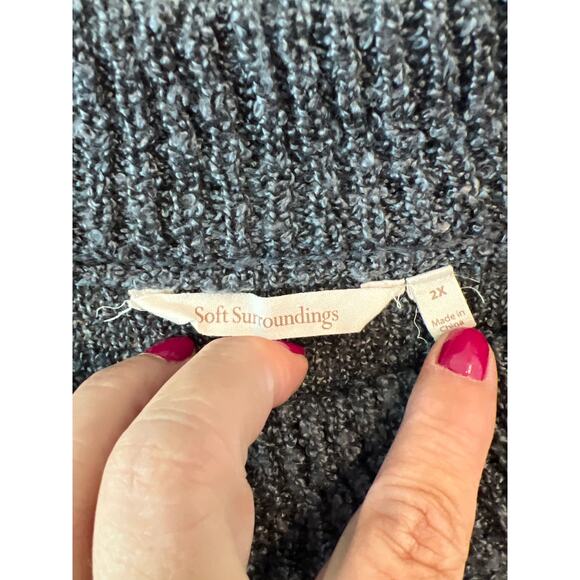 Soft Surroundings
2X
Made in
China